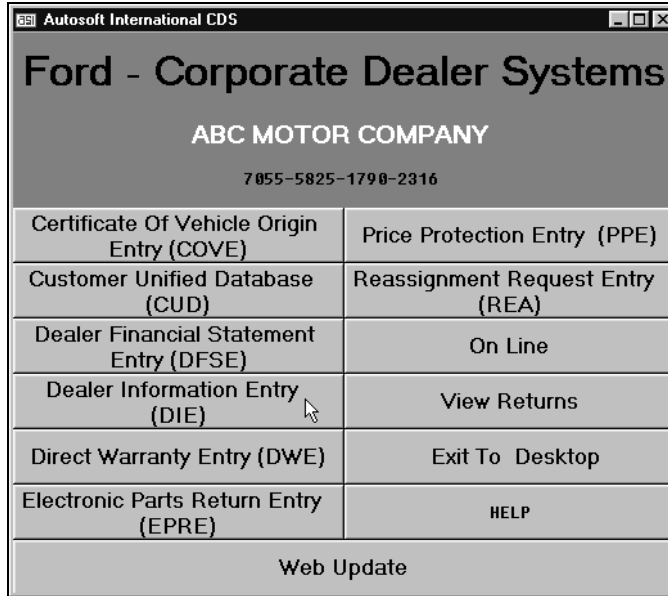 asi Autosoft International CDS
Ford - Corporate Dealer Systems
ABC MOTOR COMPANY
7055-5825-1790-2316
Certificate Of Vehicle Origin
Entry (COVE)
Price Protection Entry (PPE)
Customer Unified Database
(CUD)
Reassignment Request Entry
(REA)
Dealer Financial Statement
Entry (DFSE)
On Line
Dealer Information Entry
(DIE)
View Returns
Direct Warranty Entry (DWE)
Exit To Desktop
Electronic Parts Return Entry
(EPRE)
HELP
Web Update